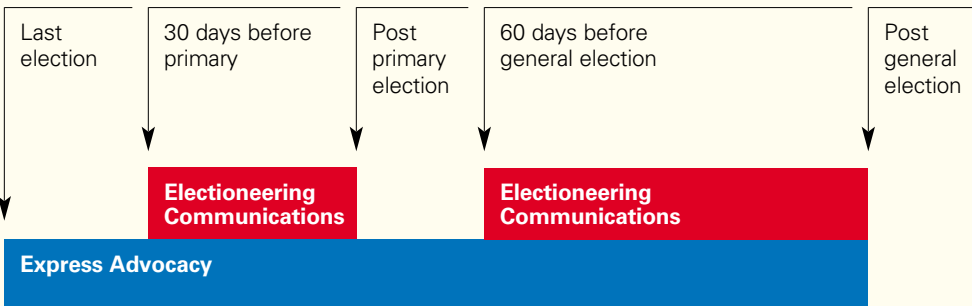 Last
election
30 days before
primary
Post
primary
election
60 days before
general election
Post
general
election
Electioneering
Communications
Electioneering
Communications
Express Advocacy